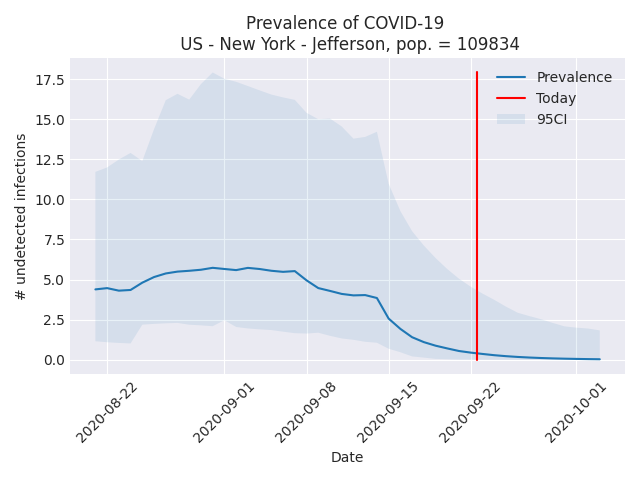 Prevalence of COVID-19
US - New York - Jefferson, pop. = 109834
17.5
15.0
12.5
10.0
7.5
5.0
2.5
0.0
# undetected infections
Prevalence
Today
95CI
2020-08-22
2020-09-01
2020-09-08
2020-09-15
2020-09-22
2020-10-01
Date